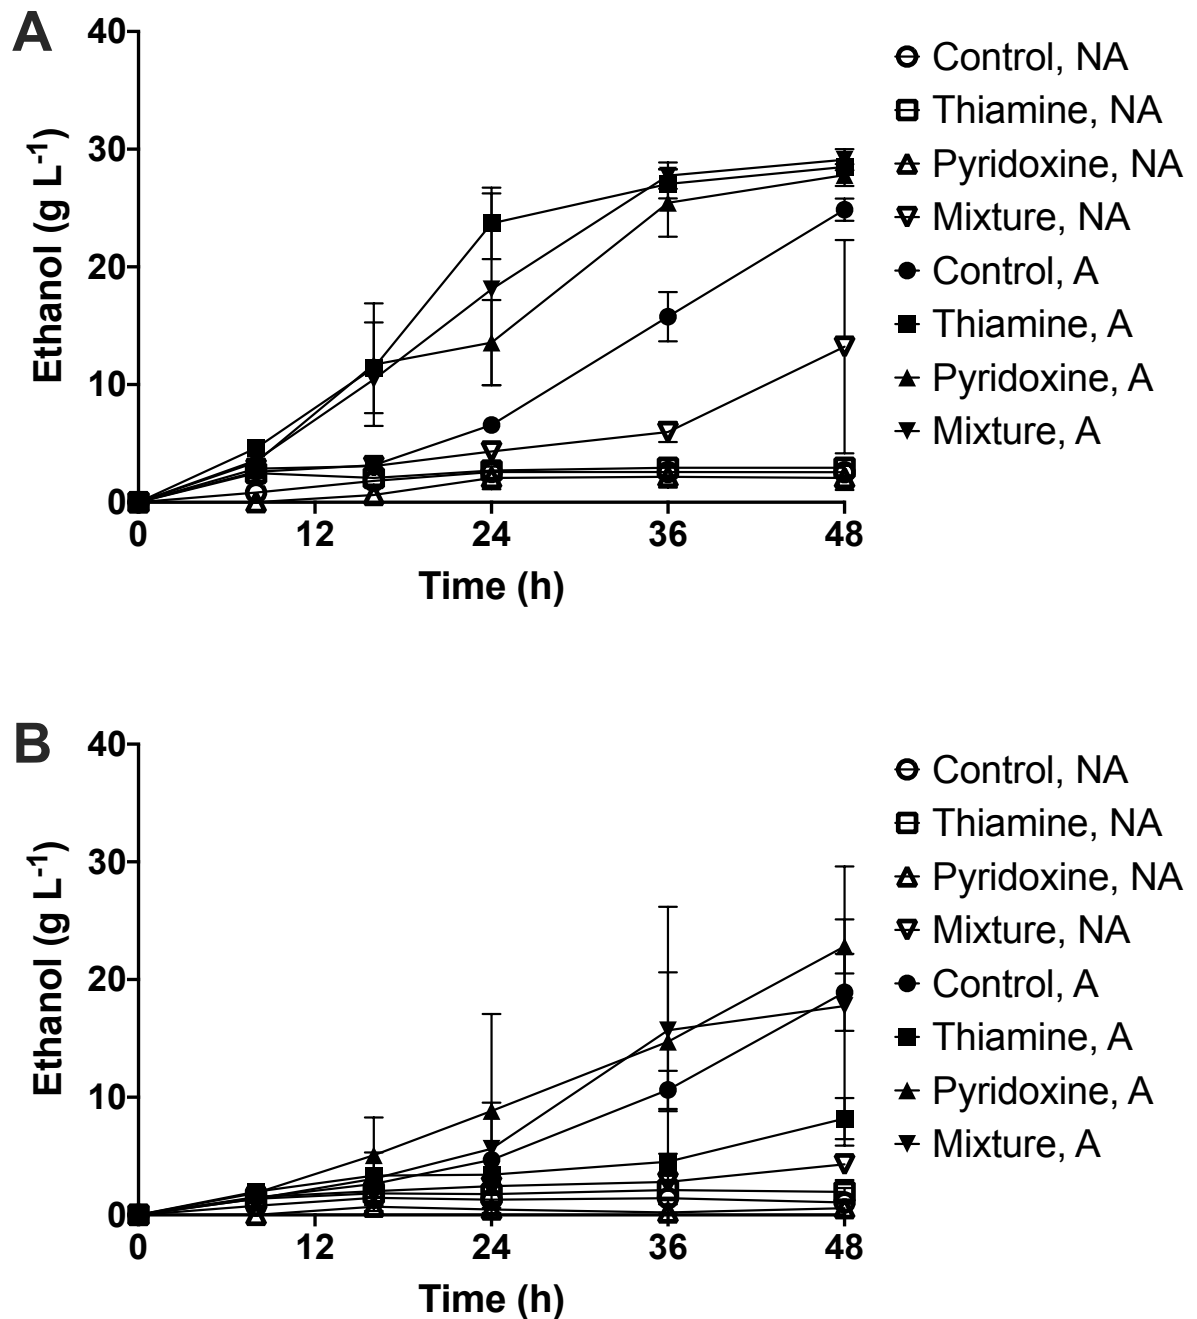 A
40
30
20
10
0
Ethanol (g L-1)
0 12 24 36 48
Time (h)
Control, NA
Thiamine, NA
Pyridoxine, NA
Mixture, NA
Control, A
Thiamine, A
Pyridoxine, A
Mixture, A
B
40
30
20
10
0
Ethanol (g L-1)
0 12 24 36 48
Time (h)
Control, NA
Thiamine, NA
Pyridoxine, NA
Mixture, NA
Control, A
Thiamine, A
Pyridoxine, A
Mixture, A